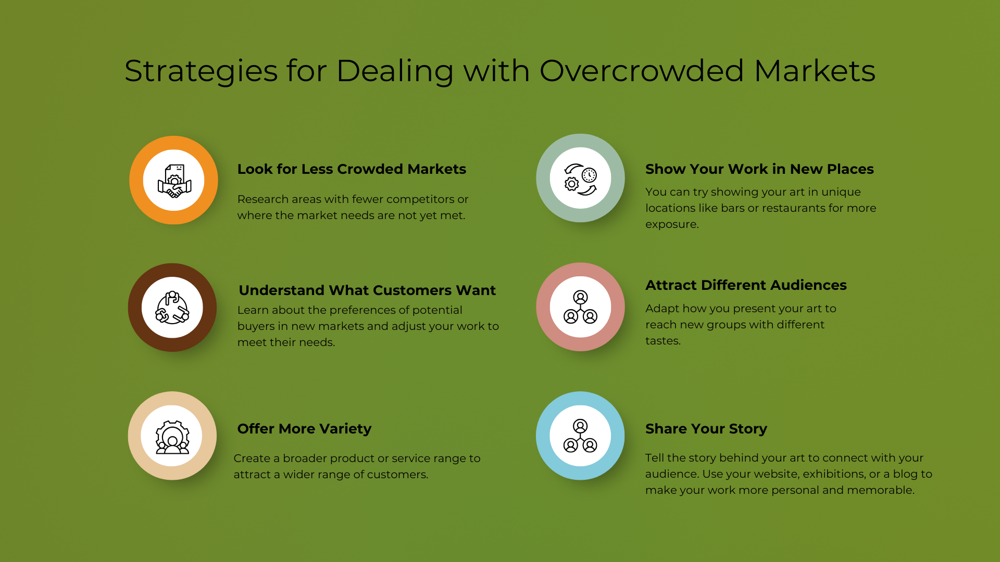 Strategies for Dealing with Overcrowded Markets
Look for Less Crowded Markets
Research areas with fewer competitors or
where the market needs are not yet met.
Show Your Work in New Places
You can try showing your art in unique
locations like bars or restaurants for more
exposure.
Understand What Customers Want
Learn about the preferences of potential
buyers in new markets and adjust your work to
meet their needs.
Attract Different Audiences
Adapt how you present your art to
reach new groups with different
tastes.
Offer More Variety
Create a broader product or service range to
attract a wider range of customers.
Share Your Story
Tell the story behind your art to connect with your
audience. Use your website, exhibitions, or a blog to
make your work more personal and memorable.